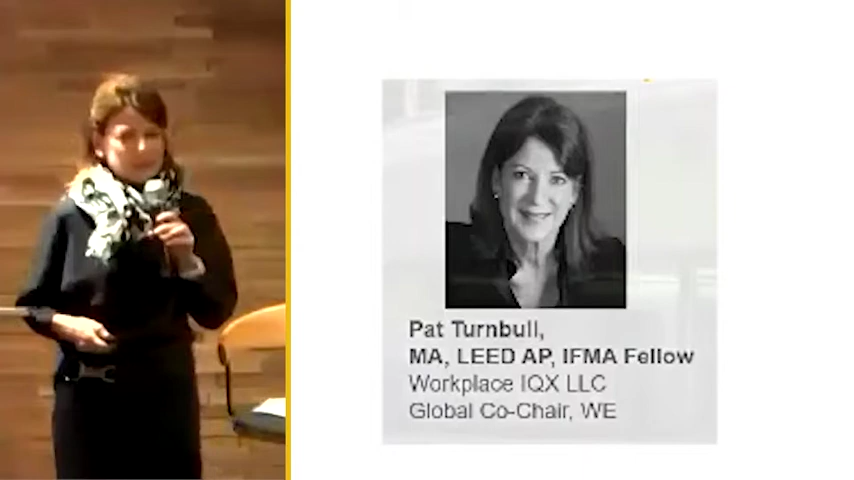 Pat Turnbull,
MA, LEED AP, IFMA Fellow
Workplace IQX LLC
Global Co-Chair, WE